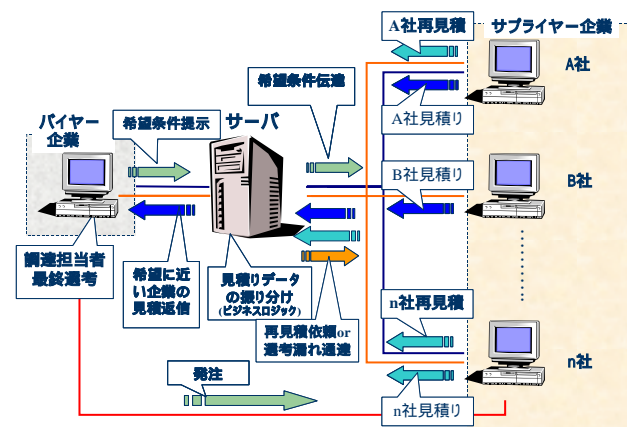 A社再見積
サプライヤー企業
A社
希望条件伝達
バイヤー
企業
希望条件提示
サーバ
A社見積り
B社見積り
B社
調達担当者
最終選考
希望に近
い企業の
見積返信
見積りデータ
の振り分け
(ビジネスロジック)
再見積依頼or
選考漏れ通達
n社再見積
n社
発注
n社見積り